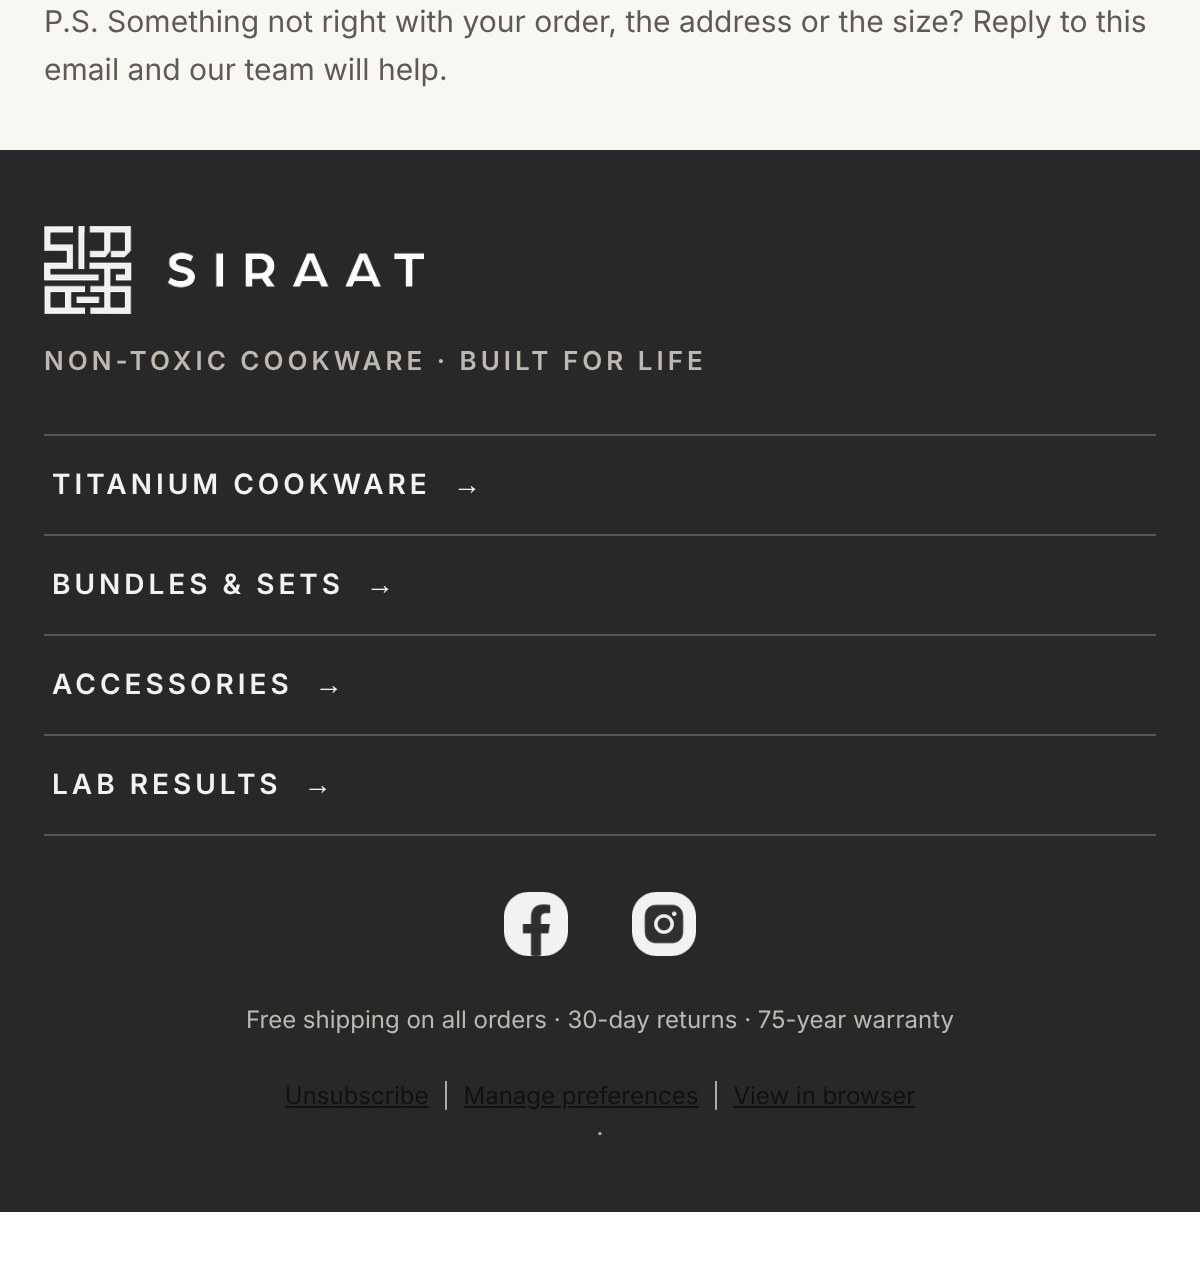 P.S. Something not right with your order, the address or the size? Reply to this
email and our team will help.
SIRAAT
NON-TOXIC COOKWARE · BUILT FOR LIFE
TITANIUM COOKWARE →
BUNDLES & SETS →
ACCESSORIES →
LAB RESULTS →
Free shipping on all orders · 30-day returns · 75-year warranty
Unsubscribe | Manage preferences | View in browser
·